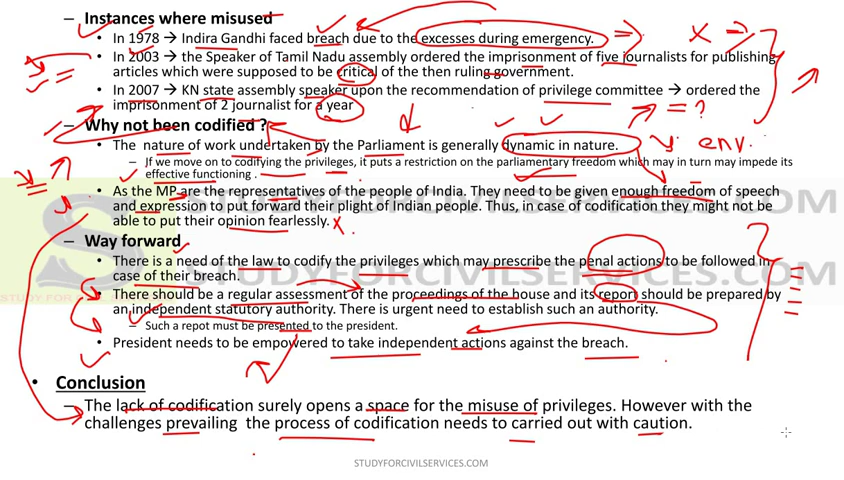 – Instances where misused
• In 1978 → Indira Gandhi faced breach due to the excesses during emergency.
• In 2003 → the Speaker of Tamil Nadu assembly ordered the imprisonment of five journalists for publishing
articles which were supposed to be critical of the then ruling government.
• In 2007 → KN state assembly speaker upon the recommendation of privilege committee → ordered the
imprisonment of 2 journalist for a year
– Why not been codified ?
• The nature of work undertaken by the Parliament is generally dynamic in nature.
env.
– If we move on to codifying the privileges, it puts a restriction on the parliamentary freedom which may in turn may impede its
effective functioning .
• As the MP are the representatives of the people of India. They need to be given enough freedom of speech
and expression to put forward their plight of Indian people. Thus, in case of codification they might not be
able to put their opinion fearlessly.
– Way forward
• There is a need of the law to codify the privileges which may prescribe the penal actions to be followed in
case of their breach.
• There should be a regular assessment of the proceedings of the house and its report should be prepared by
an independent statutory authority. There is urgent need to establish such an authority.
– Such a repot must be presented to the president.
• President needs to be empowered to take independent actions against the breach.
• Conclusion
– The lack of codification surely opens a space for the misuse of privileges. However with the
challenges prevailing the process of codification needs to carried out with caution.
STUDYFORCIVILSERVICES.COM